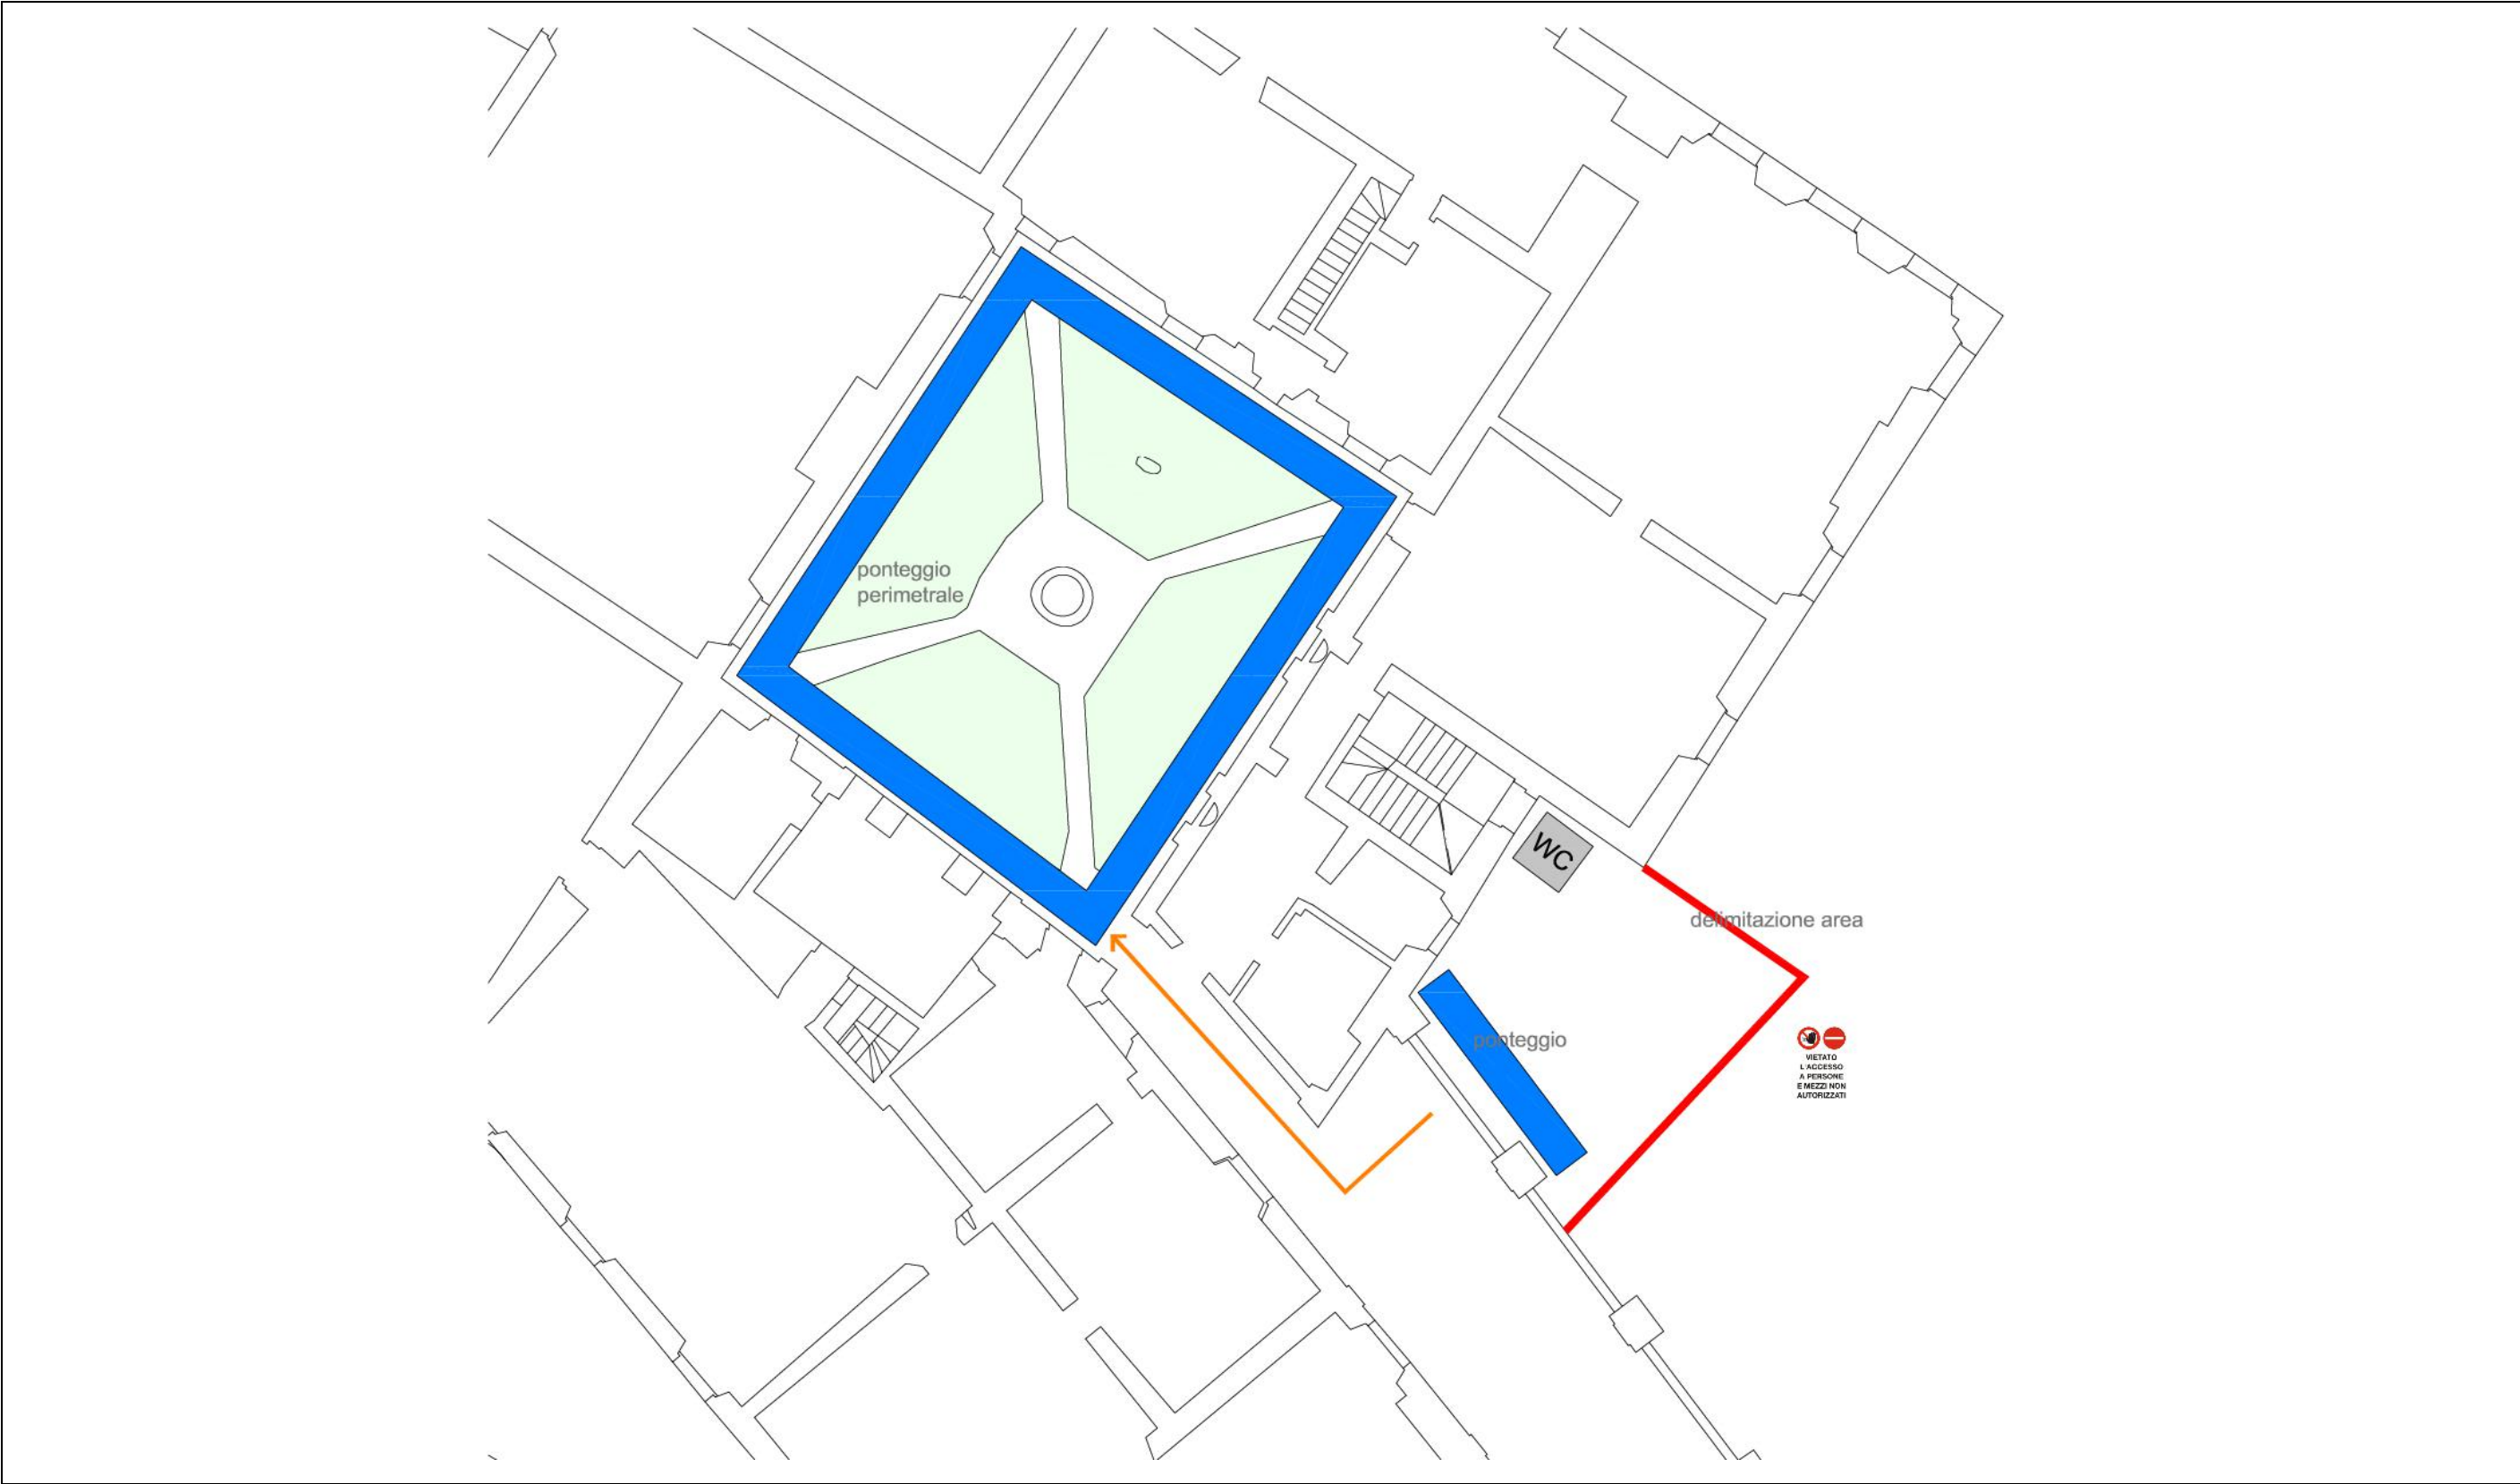 ponteggio
perimetrale
WC
delimitazione area
ponteggio
VIETATO
L'ACCESSO
A PERSONE
E MEZZI NON
AUTORIZZATI